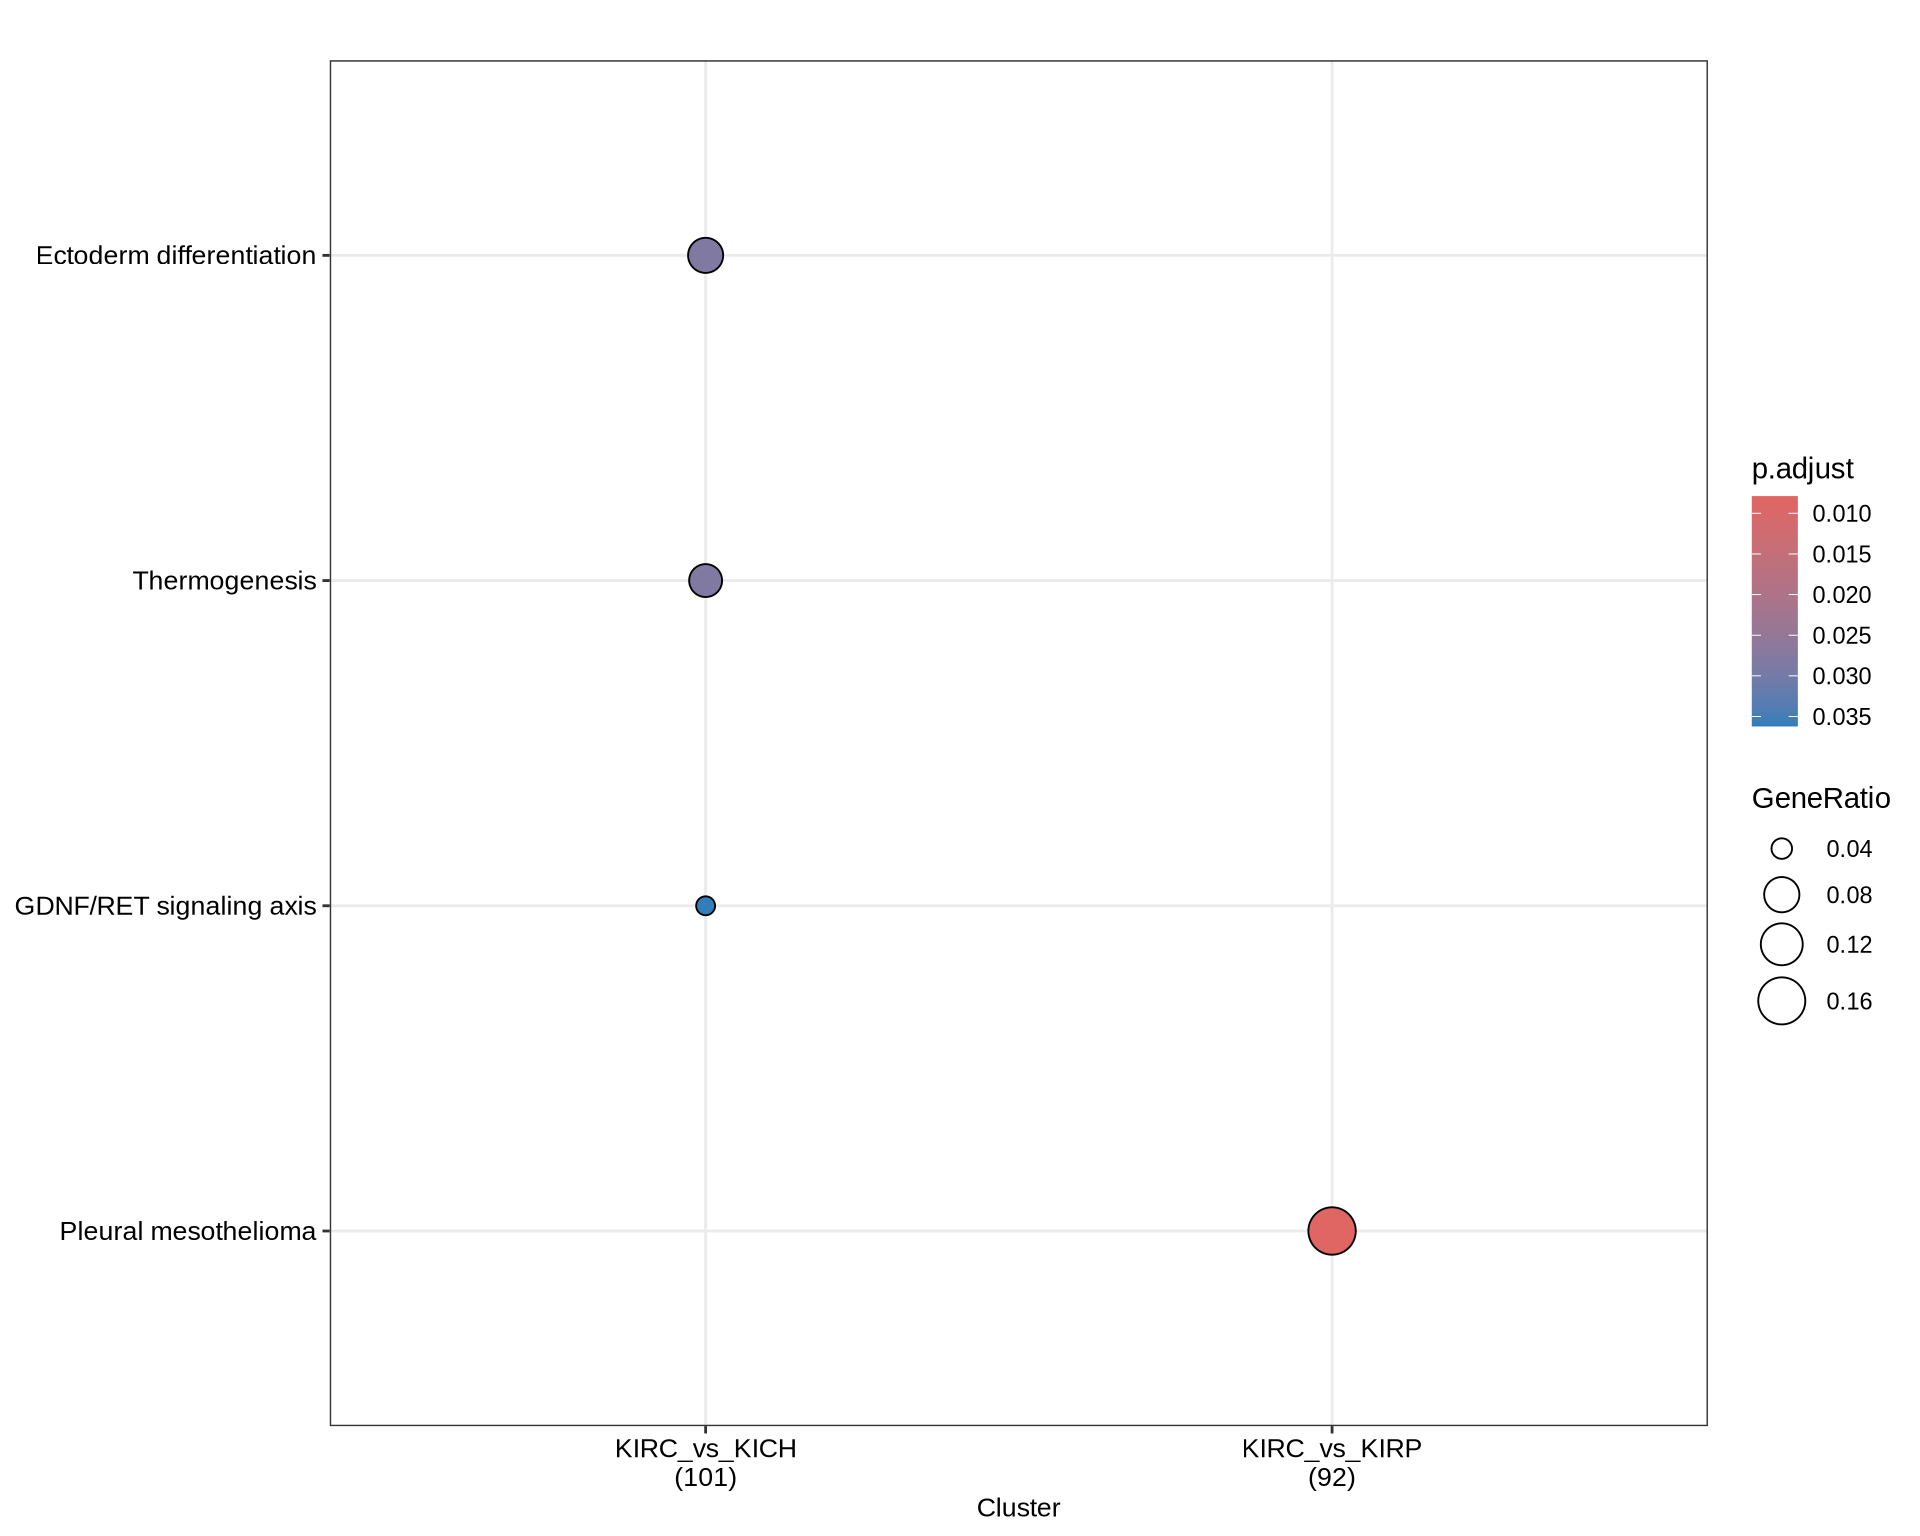 Ectoderm differentiation
Thermogenesis
GDNF/RET signaling axis
Pleural mesothelioma
KIRC_vs_KICH
(101)
KIRC_vs_KIRP
(92)
Cluster
p.adjust
0.010
0.015
0.020
0.025
0.030
0.035
GeneRatio
0.04
0.08
0.12
0.16